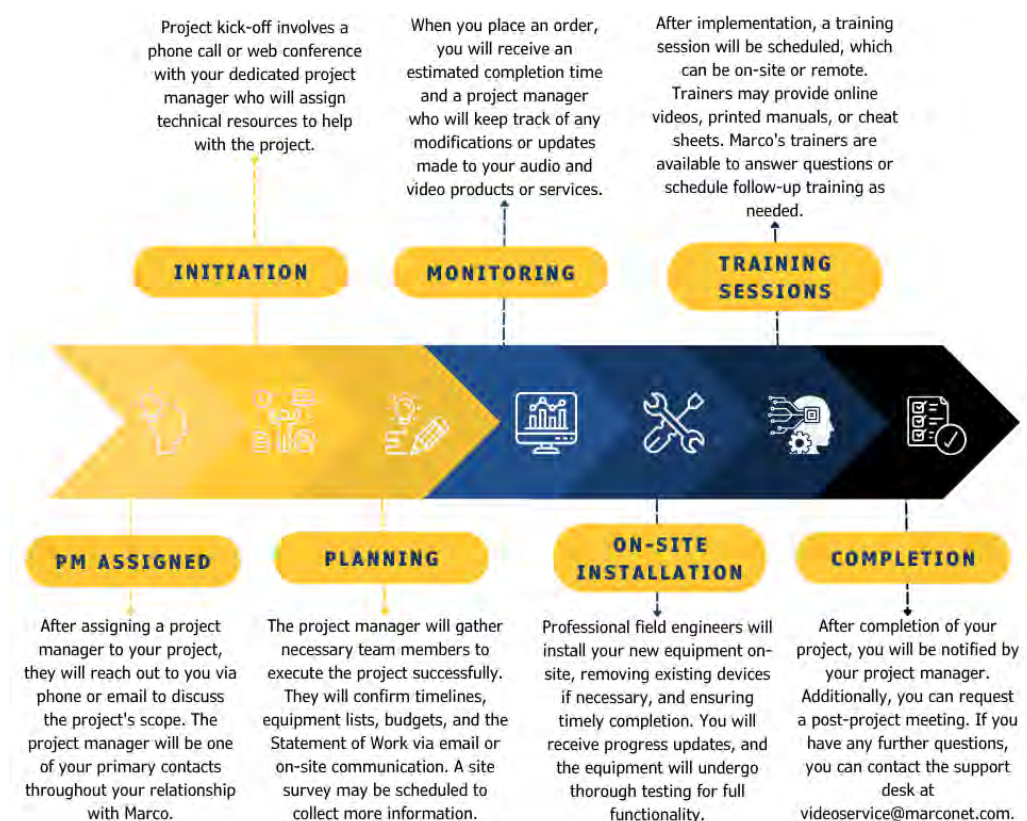 Project kick-off involves a
phone call or web conference
with your dedicated project
manager who will assign
technical resources to help
with the project.
When you place an order,
you will receive an
estimated completion time
and a project manager
who will keep track of any
modifications or updates
made to your audio and
video products or services.
After implementation, a training
session will be scheduled, which
can be on-site or remote.
Trainers may provide online
videos, printed manuals, or cheat
sheets. Marco's trainers are
available to answer questions or
schedule follow-up training as
needed.
INITIATION
MONITORING
TRAINING
SESSIONS
PM ASSIGNED
PLANNING
ON-SITE
INSTALLATION
COMPLETION
After assigning a project
manager to your project,
they will reach out to you via
phone or email to discuss
the project's scope. The
project manager will be one
of your primary contacts
throughout your relationship
with Marco.
The project manager will gather
necessary team members to
execute the project successfully.
They will confirm timelines,
equipment lists, budgets, and the
Statement of Work via email or
on-site communication. A site
survey may be scheduled to
collect more information.
Professional field engineers will
install your new equipment on-
site, removing existing devices
if necessary, and ensuring
timely completion. You will
receive progress updates, and
the equipment will undergo
thorough testing for full
functionality.
After completion of your
project, you will be notified by
your project manager.
Additionally, you can request
a post-project meeting. If you
have any further questions,
you can contact the support
desk at
videoservice@marconet.com.